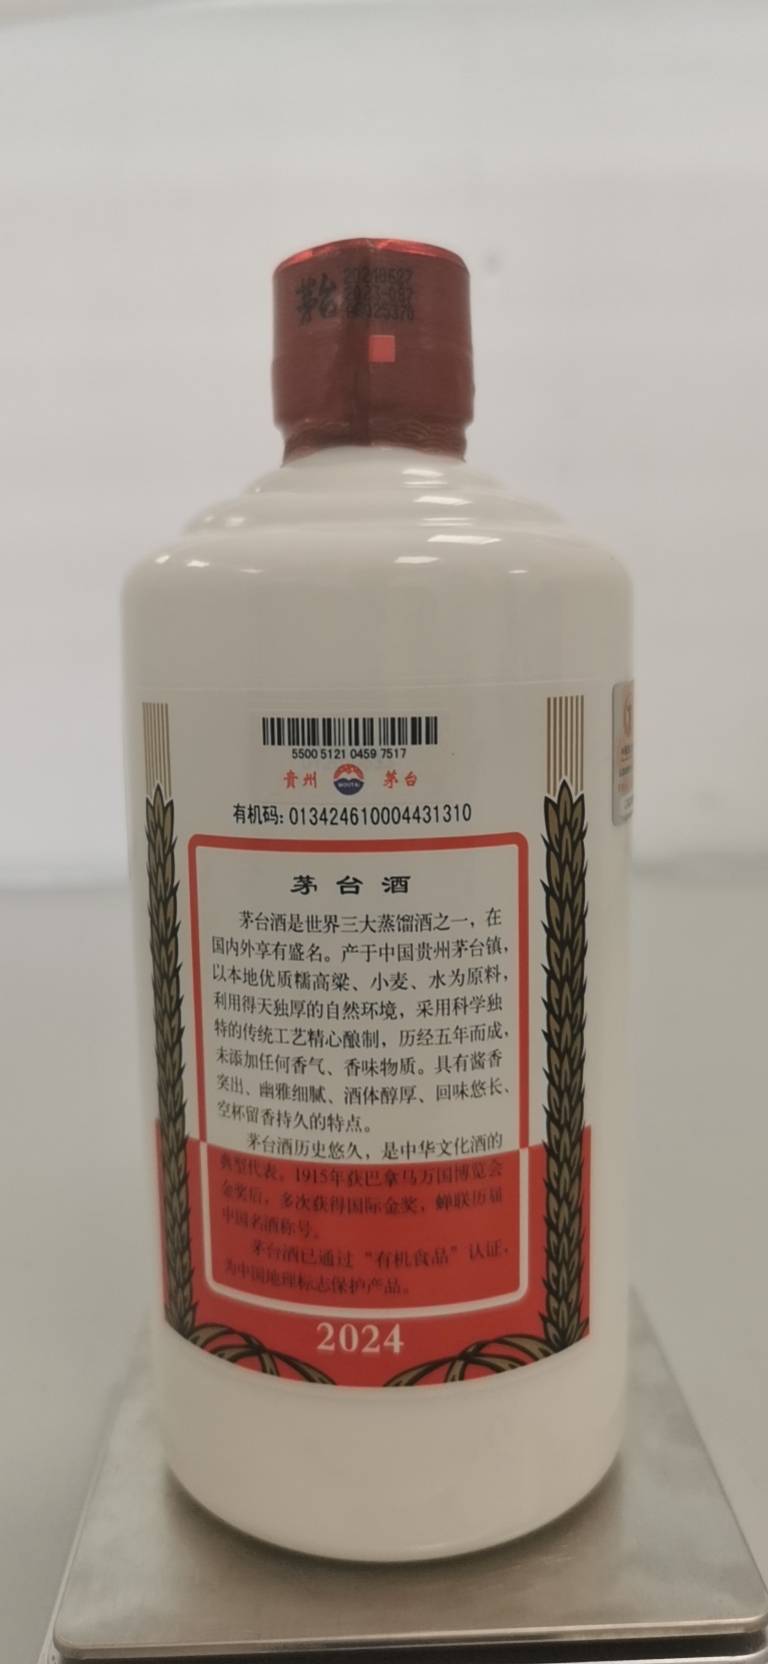 茅台
20240627
2023-087
025376
5500 5121 0459 7517
贵州 MOUTAI 茅台
有机码: 013424610004431310
茅台酒
茅台酒是世界三大蒸馏酒之一，在
国内外享有盛名。产于中国贵州茅台镇，
以本地优质糯高粱、小麦、水为原料，
利用得天独厚的自然环境，采用科学独
特的传统工艺精心酿制，历经五年而成，
未添加任何香气、香味物质。具有酱香
突出、幽雅细腻、酒体醇厚、回味悠长、
空杯留香持久的特点。
茅台酒历史悠久，是中华文化酒的
典型代表。1915年获巴拿马万国博览会
金奖后，多次获得国际金奖，蝉联历届
中国名酒称号。
茅台酒已通过“有机食品”认证，
为中国地理标志保护产品。
2024